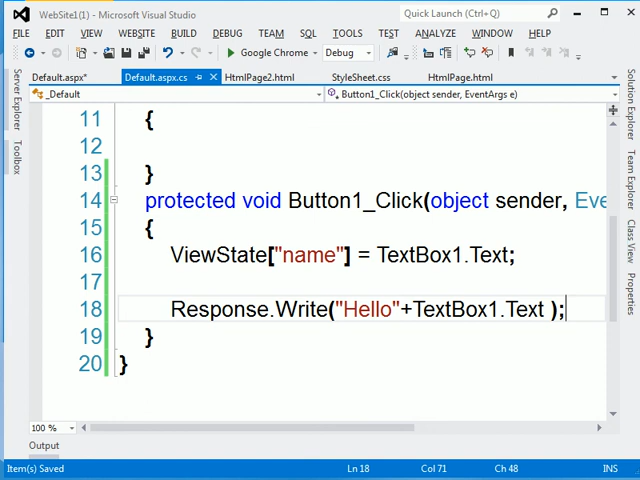 WebSite1(1) - Microsoft Visual Studio
Quick Launch (Ctrl+Q)
FILE EDIT VIEW WEBSITE BUILD DEBUG TEAM SQL TOOLS TEST ANALYZE WINDOW HELP
Google Chrome Debug
Server Explorer
Toolbox
Default.aspx* Default.aspx.cs HtmlPage2.html StyleSheet.css HtmlPage.html
_Default Button1_Click(object sender, EventArgs e)
11 {
12
13 }
14 protected void Button1_Click(object sender, Eve
15 {
16 ViewState["name"] = TextBox1.Text;
17
18 Response.Write("Hello"+TextBox1.Text );
19 }
20 }
Solution Explorer
Team Explorer
Class View
Properties
100 %
Output
Item(s) Saved Ln 18 Col 71 Ch 48 INS